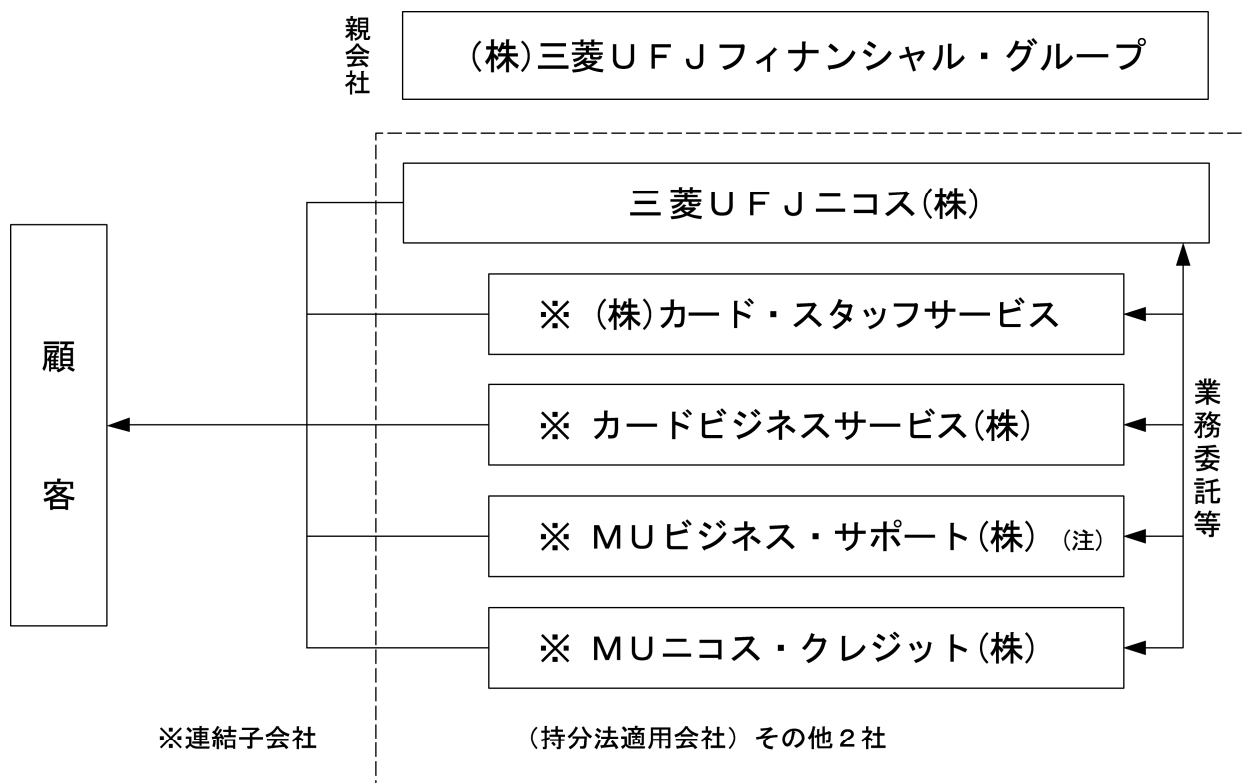 親会社
(株)三菱ＵＦＪフィナンシャル・グループ
三菱ＵＦＪニコス(株)
※ (株)カード・スタッフサービス
※ カードビジネスサービス(株)
※ ＭＵビジネス・サポート(株) (注)
※ ＭＵニコス・クレジット(株)
業務委託等
顧客
※連結子会社
(持分法適用会社) その他２社